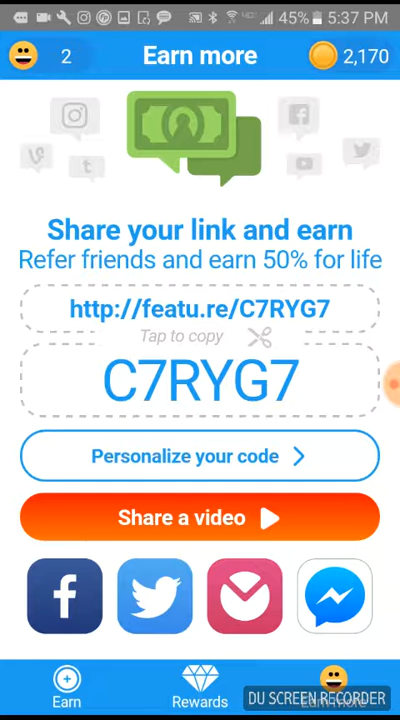 45% 5:37 PM
2 Earn more 2,170
Share your link and earn
Refer friends and earn 50% for life
http://featu.re/C7RYG7
Tap to copy
C7RYG7
Personalize your code
Share a video
Earn Rewards Earn more
DU SCREEN RECORDER